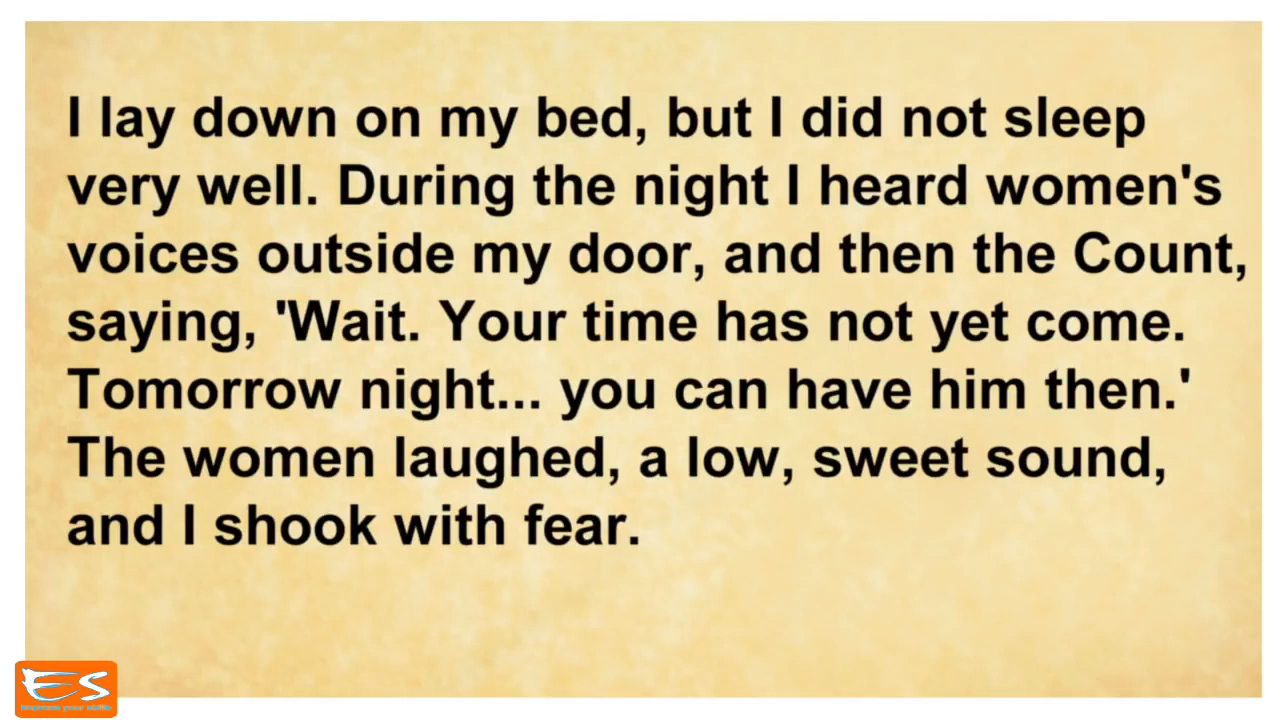 I lay down on my bed, but I did not sleep
very well. During the night I heard women's
voices outside my door, and then the Count,
saying, 'Wait. Your time has not yet come.
Tomorrow night... you can have him then.'
The women laughed, a low, sweet sound,
and I shook with fear.
ES